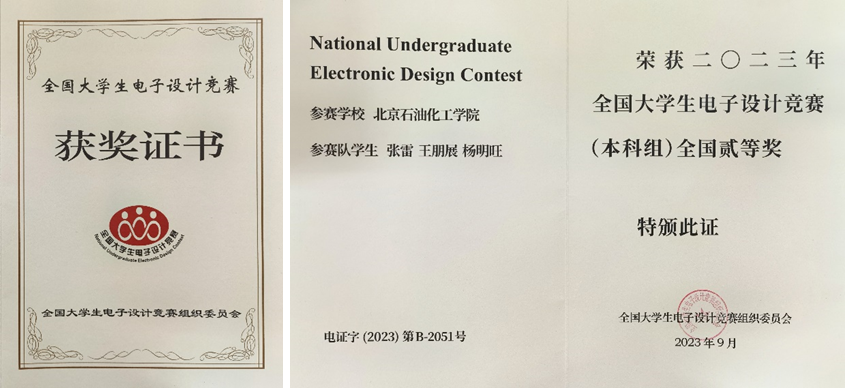 全国大学生电子设计竞赛
获奖证书
全国大学生电子设计竞赛
National Undergraduate Electronic Design Contest
全国大学生电子设计竞赛组织委员会
National Undergraduate
Electronic Design Contest
参赛学校 北京石油化工学院
参赛队学生 张雷 王朋展 杨明旺
电证字(2023)第B-2051号
荣获二〇二三年
全国大学生电子设计竞赛
(本科组)全国贰等奖
特颁此证
全国大学生电子设计竞赛组织委员会
2023年9月